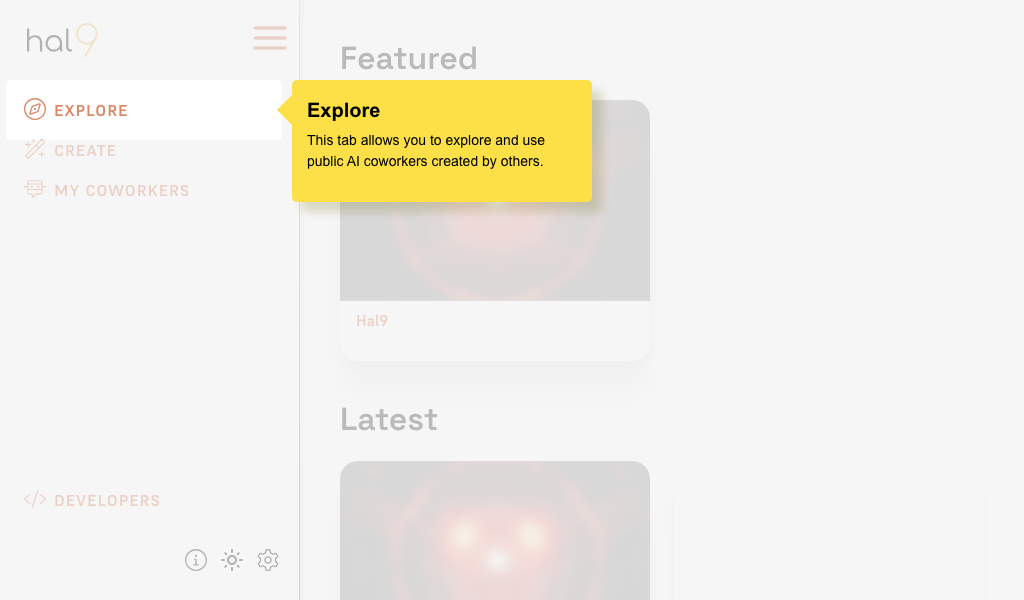 hal9
EXPLORE
CREATE
MY COWORKERS
DEVELOPERS
Featured
Explore
This tab allows you to explore and use
public AI coworkers created by others.
Hal9
Latest